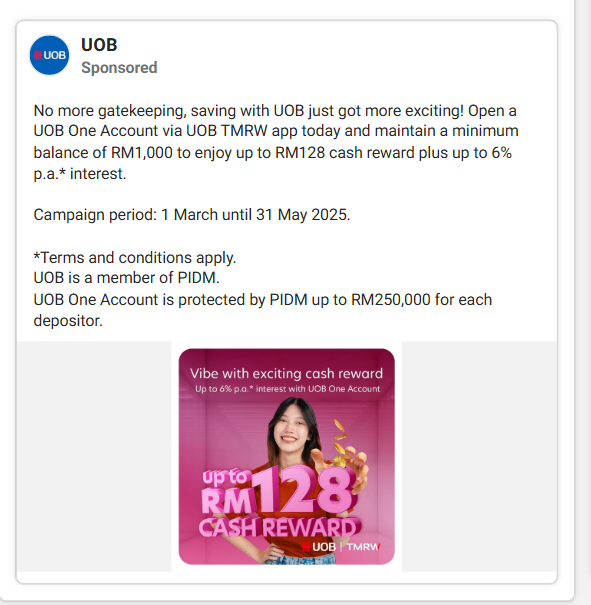 UOB
UOB
Sponsored
No more gatekeeping, saving with UOB just got more exciting! Open a
UOB One Account via UOB TMRW app today and maintain a minimum
balance of RM1,000 to enjoy up to RM128 cash reward plus up to 6%
p.a.* interest.
Campaign period: 1 March until 31 May 2025.
*Terms and conditions apply.
UOB is a member of PIDM.
UOB One Account is protected by PIDM up to RM250,000 for each
depositor.
Vibe with exciting cash reward
Up to 6% p.a.* interest with UOB One Account
up to
RM128
CASH REWARD
UOB | TMRW